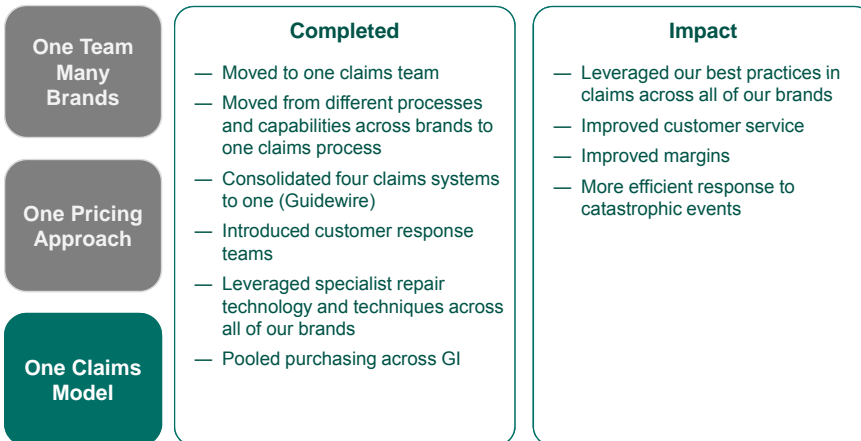 One Team
Many
Brands
One Pricing
Approach
One Claims
Model
Completed
— Moved to one claims team
— Moved from different processes
and capabilities across brands to
one claims process
— Consolidated four claims systems
to one (Guidewire)
— Introduced customer response
teams
— Leveraged specialist repair
technology and techniques across
all of our brands
— Pooled purchasing across GI
Impact
— Leveraged our best practices in
claims across all of our brands
— Improved customer service
— Improved margins
— More efficient response to
catastrophic events